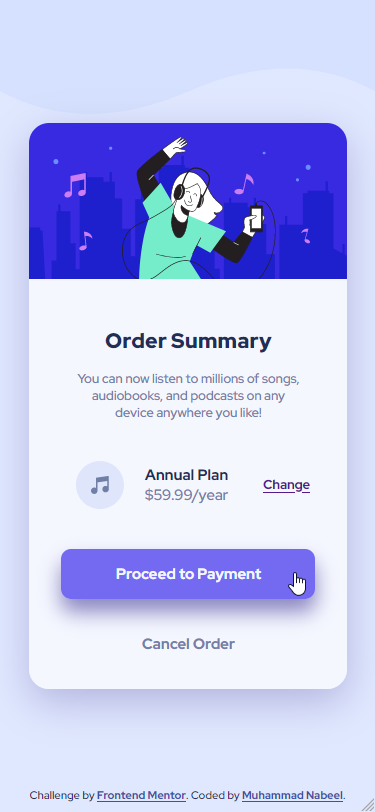 Order Summary
You can now listen to millions of songs,
audiobooks, and podcasts on any
device anywhere you like!
Annual Plan
$59.99/year
Change
Proceed to Payment
Cancel Order
Challenge by Frontend Mentor. Coded by Muhammad Nabeel.